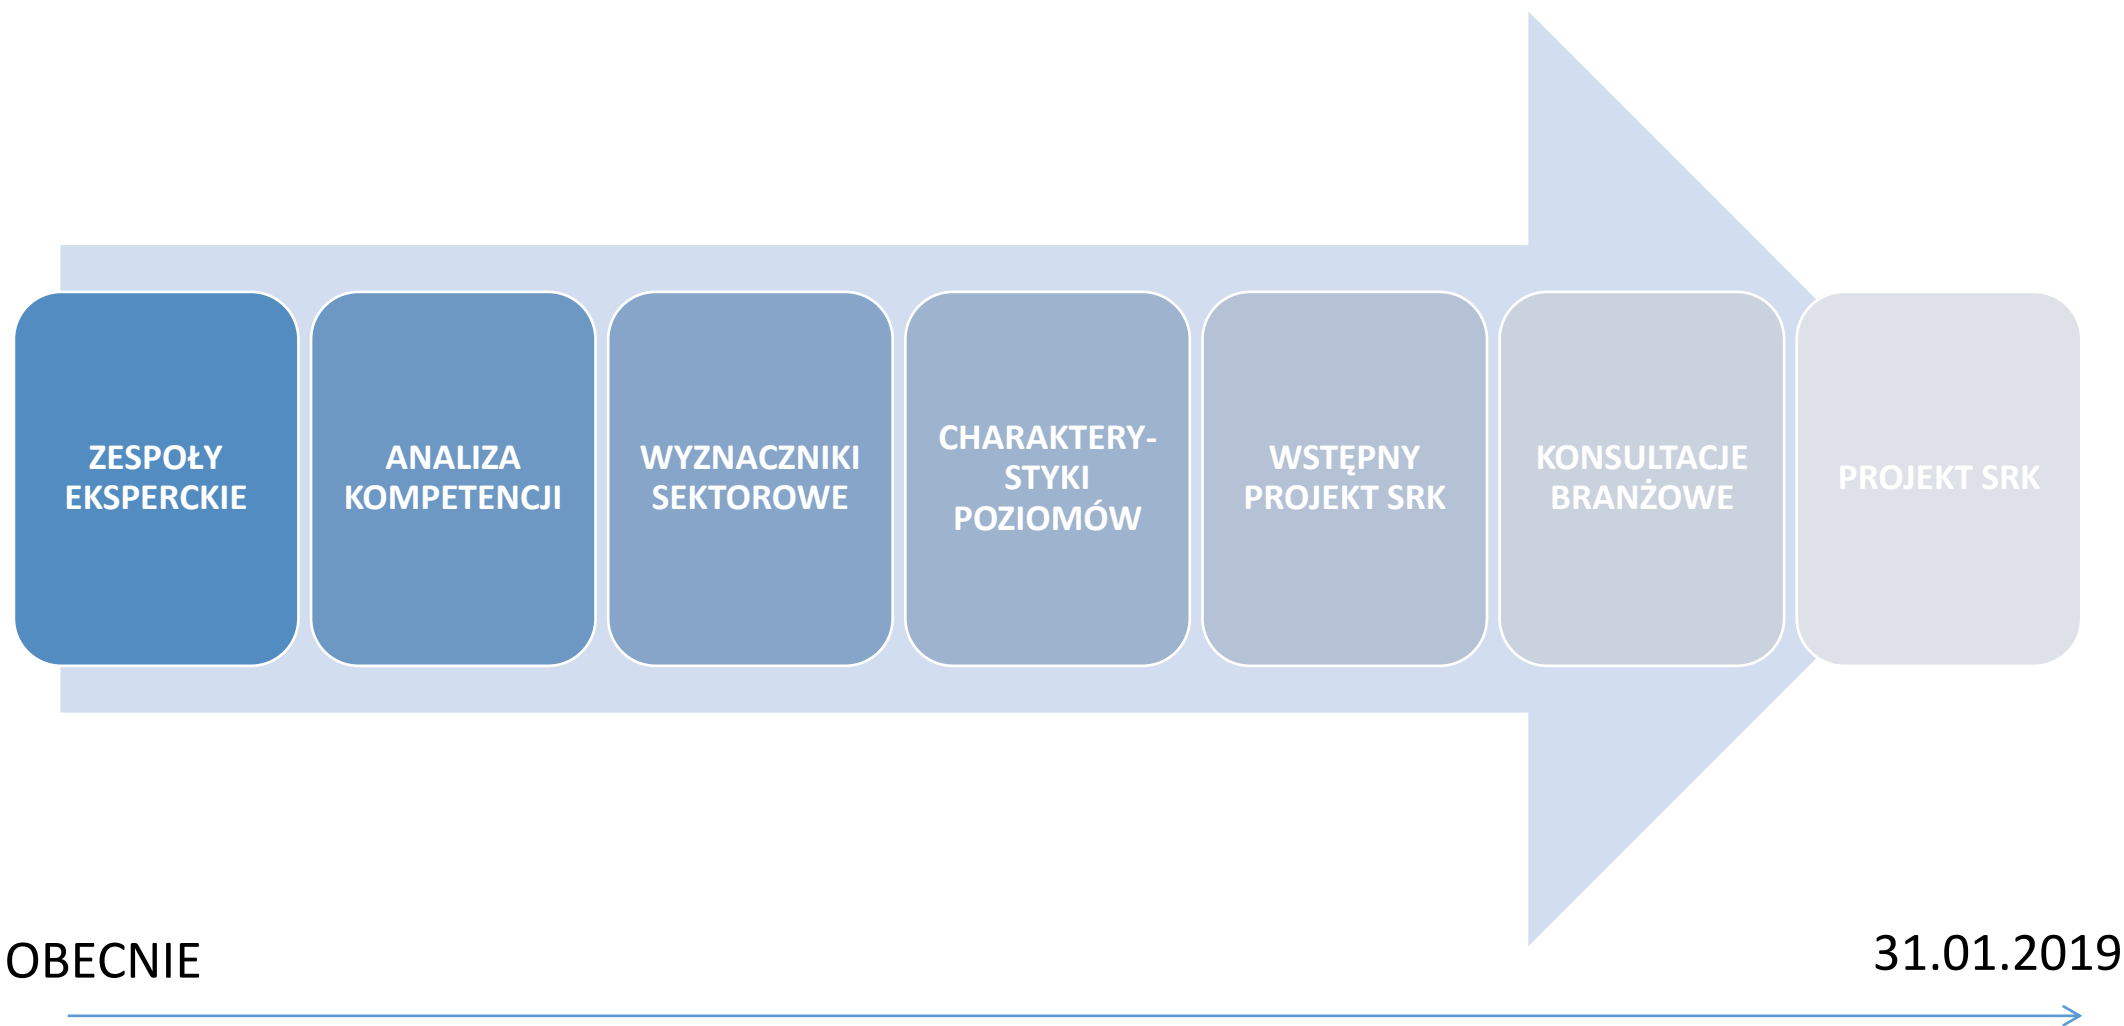 ZESPOŁY
EKSPERCKIE
ANALIZA
KOMPETENCJI
WYZNACZNIKI
SEKTOROWE
CHARAKTERY-
STYKI
POZIOMÓW
WSTĘPNY
PROJEKT SRK
KONSULTACJE
BRANŻOWE
PROJEKT SRK
OBECNIE
31.01.2019